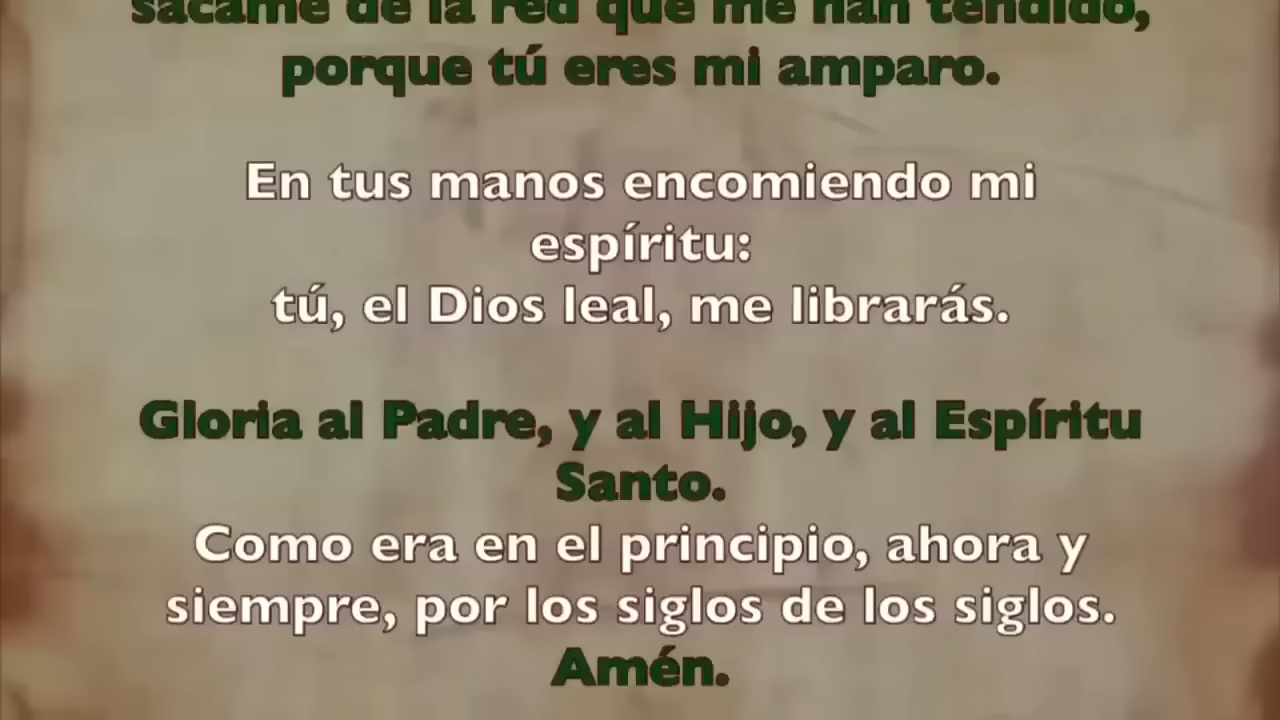 sácame de la red que me han tendido,
porque tú eres mi amparo.
En tus manos encomiendo mi
espíritu:
tú, el Dios leal, me librarás.
Gloria al Padre, y al Hijo, y al Espíritu
Santo.
Como era en el principio, ahora y
siempre, por los siglos de los siglos.
Amén.